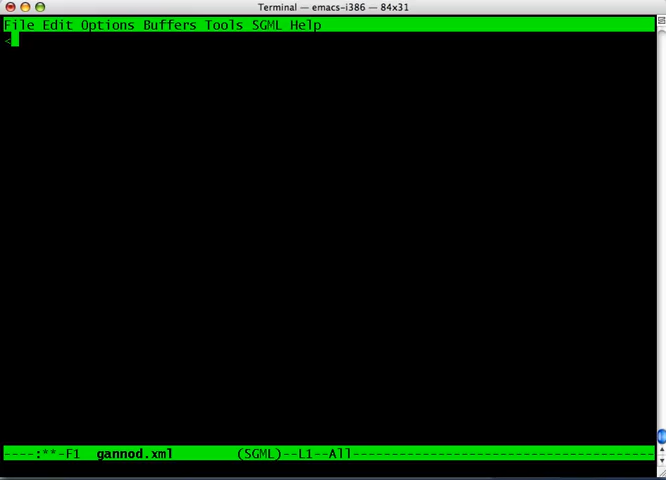 Terminal — emacs-i386 — 84x31
File Edit Options Buffers Tools SGML Help
<
----:**-F1  gannod.xml        (SGML)--L1--All---------------------------------------